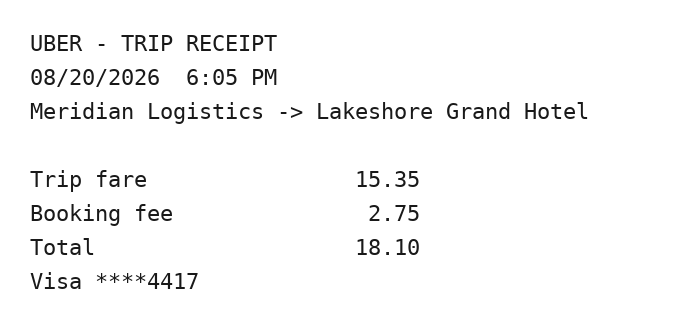 UBER - TRIP RECEIPT
08/20/2026  6:05 PM
Meridian Logistics -> Lakeshore Grand Hotel
Trip fare                15.35
Booking fee               2.75
Total                    18.10
Visa ****4417